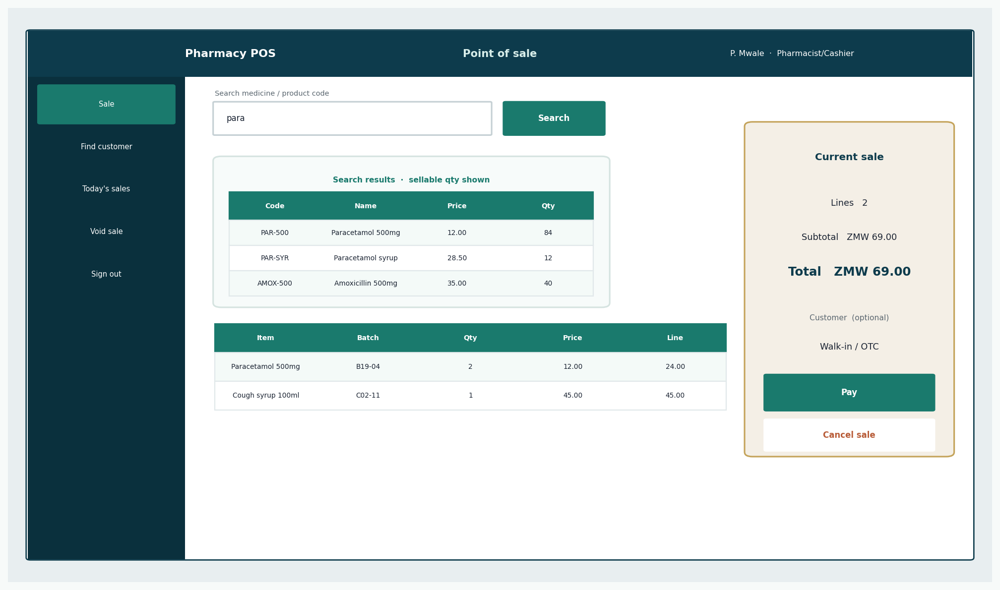 Pharmacy POS
Point of sale
P. Mwale · Pharmacist/Cashier
Sale
Find customer
Today's sales
Void sale
Sign out
Search medicine / product code
para
Search
Search results · sellable qty shown
Code Name Price Qty
PAR-500 Paracetamol 500mg 12.00 84
PAR-SYR Paracetamol syrup 28.50 12
AMOX-500 Amoxicillin 500mg 35.00 40
Item Batch Qty Price Line
Paracetamol 500mg B19-04 2 12.00 24.00
Cough syrup 100ml C02-11 1 45.00 45.00
Current sale
Lines 2
Subtotal ZMW 69.00
Total ZMW 69.00
Customer (optional)
Walk-in / OTC
Pay
Cancel sale